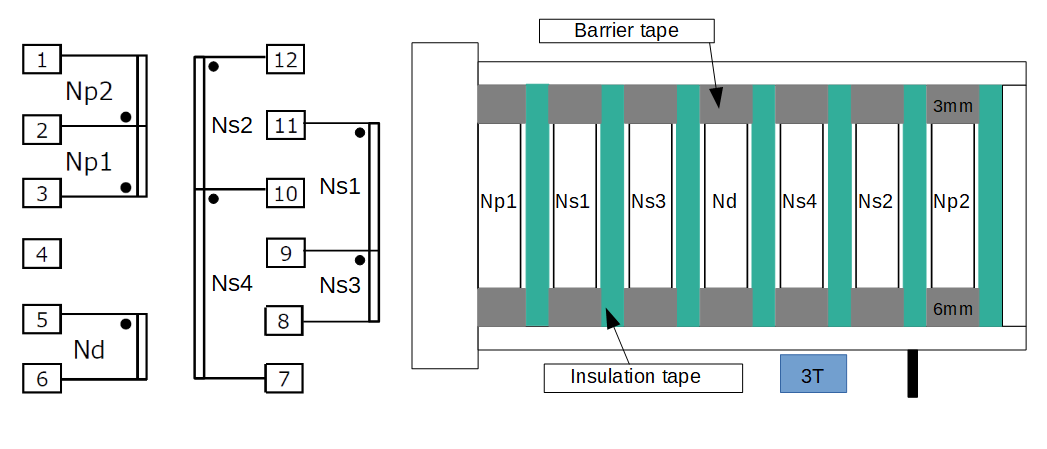 Barrier tape
1
12
Np2
2
Ns2
11
Np1
3
10
Ns1
4
9
Ns4
Ns3
5
8
Nd
6
7
3mm
Np1
Ns1
Ns3
Nd
Ns4
Ns2
Np2
6mm
Insulation tape
3T